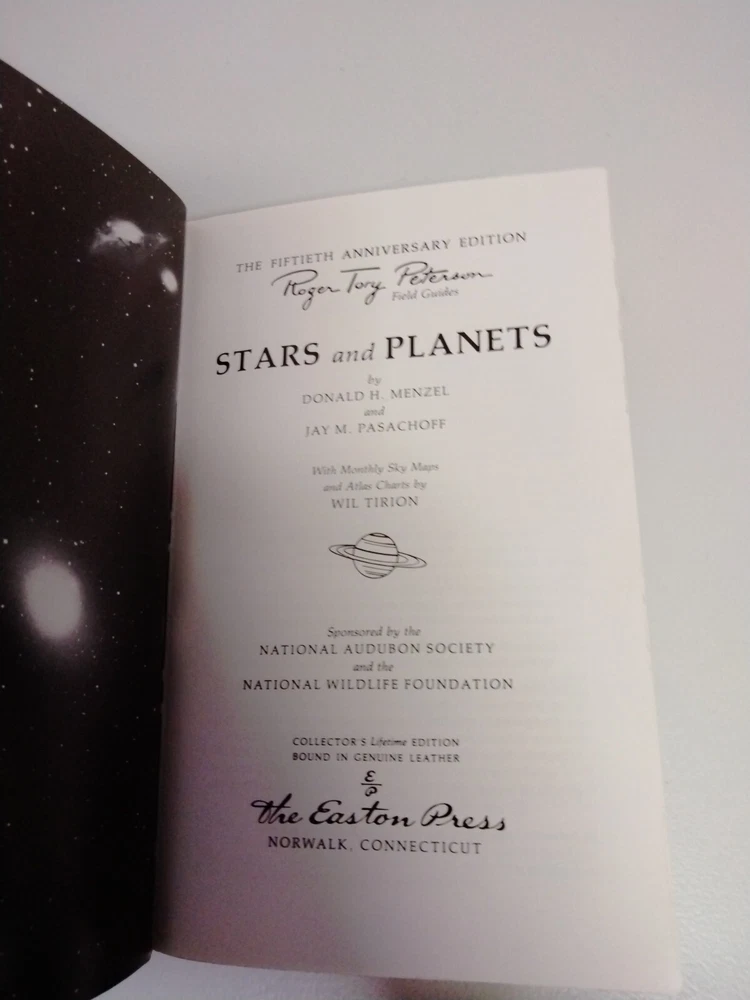 THE FIFTIETH ANNIVERSARY EDITION
Roger Tory Peterson
Field Guides
STARS and PLANETS
by
DONALD H. MENZEL
and
JAY M. PASACHOFF
With Monthly Sky Maps
and Atlas Charts by
WIL TIRION
Sponsored by the
NATIONAL AUDUBON SOCIETY
and the
NATIONAL WILDLIFE FOUNDATION
COLLECTOR'S Lifetime EDITION
BOUND IN GENUINE LEATHER
E
P
The Easton Press
NORWALK, CONNECTICUT